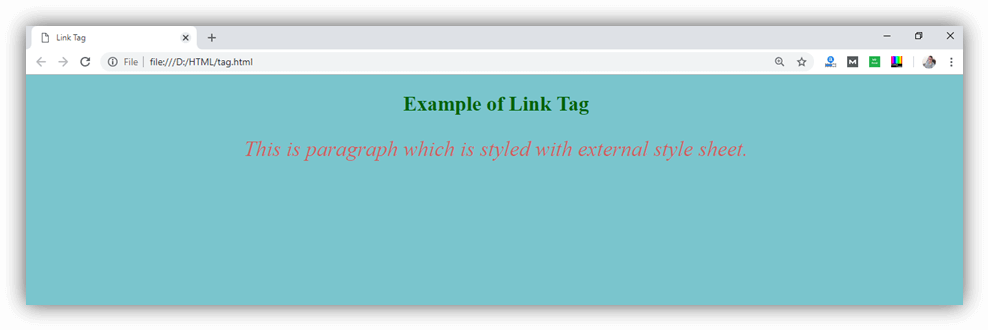 Link Tag
File file:///D:/HTML/tag.html
Example of Link Tag
This is paragraph which is styled with external style sheet.